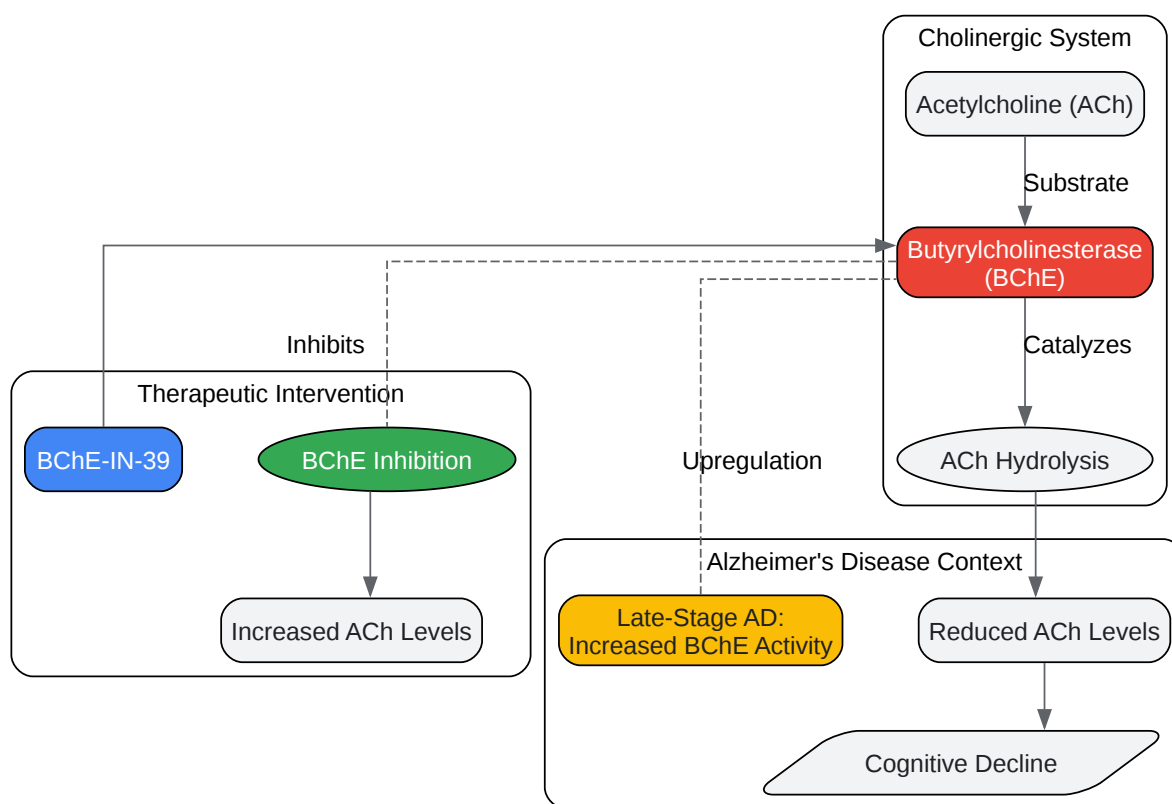 Cholinergic System
Acetylcholine (ACh)
Substrate
Butyrylcholinesterase
(BChE)
Inhibits
Catalyzes
Therapeutic Intervention
BChE-IN-39
BChE Inhibition
Upregulation
ACh Hydrolysis
Alzheimer's Disease Context
Increased ACh Levels
Late-Stage AD:
Increased BChE Activity
Reduced ACh Levels
Cognitive Decline